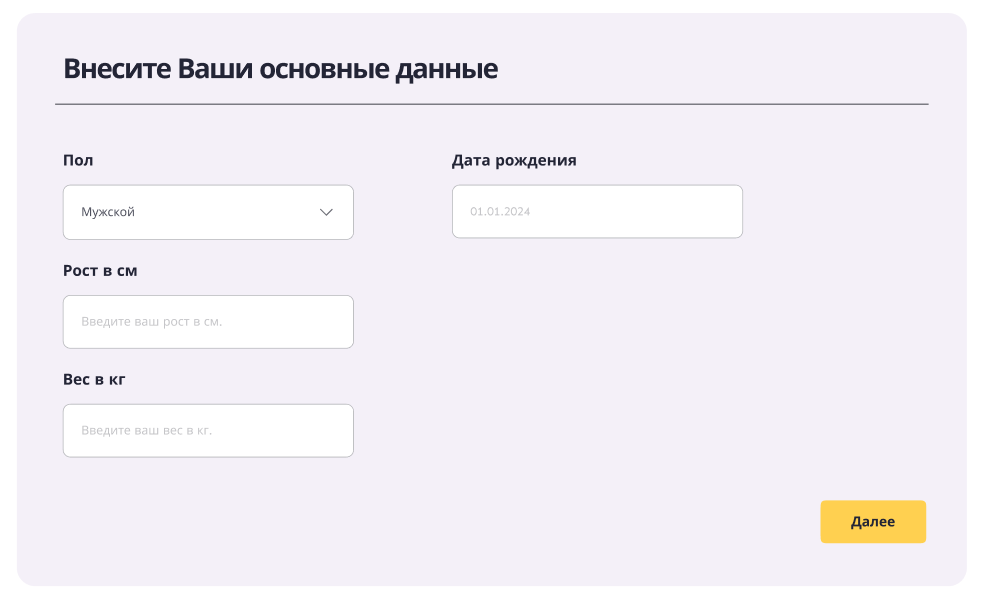 Внесите Ваши основные данные
Пол
Мужской
Дата рождения
01.01.2024
Рост в см
Введите ваш рост в см.
Вес в кг
Введите ваш вес в кг.
Далее